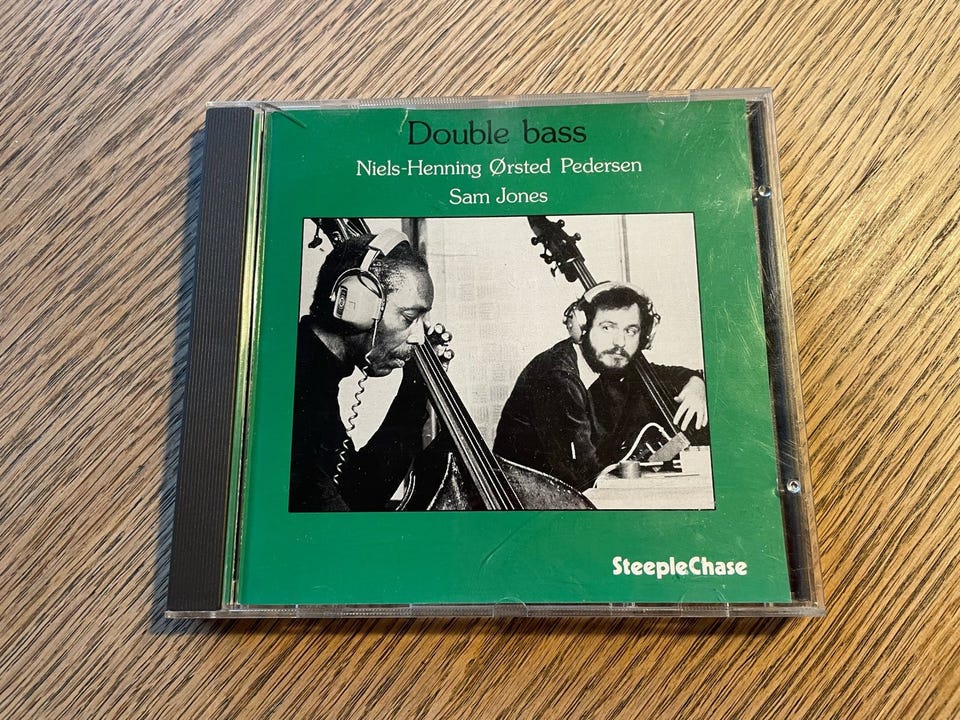 Double bass
Niels-Henning Ørsted Pedersen
Sam Jones
SteepleChase